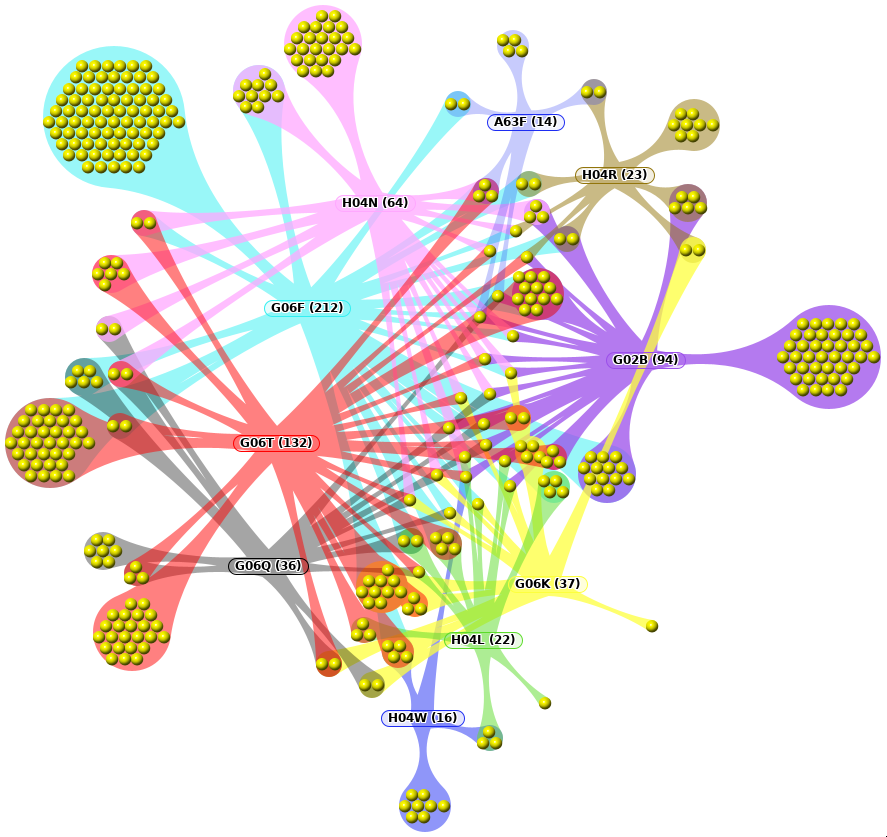 A63F (14)
H04R (23)
H04N (64)
G06F (212)
G02B (94)
G06T (132)
G06Q (36)
G06K (37)
H04L (22)
H04W (16)